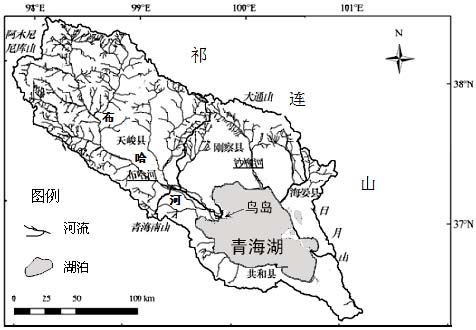 98°E
99°E
100°E
101°E
阿木尼
尼库山
祁
N
大通山
38°N
连
布
天峻县
刚察县
哈
沙柳河
布哈河
海晏县
山
图例
河
鸟岛
日
河流
青海南山
37°N
月
青海湖
湖泊
山
共和县
0 25 50 100 km